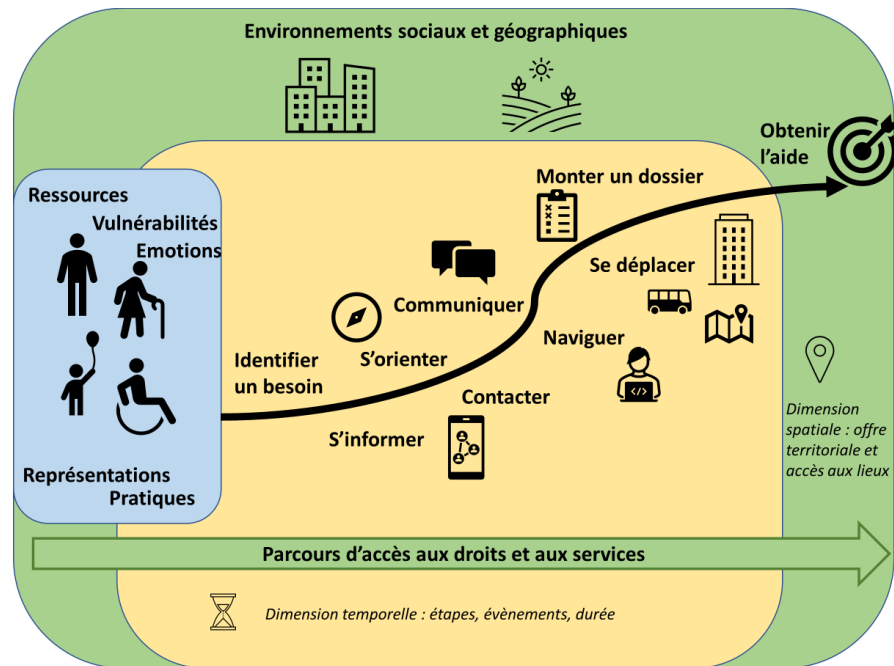 Environnements sociaux et géographiques
Obtenir
l'aide
Ressources
Vulnérabilités
Emotions
Monter un dossier
Se déplacer
Communiquer
Naviguer
Identifier
un besoin
S'orienter
Contacter
S'informer
Représentations
Pratiques
Dimension
spatiale : offre
territoriale et
accès aux lieux
Parcours d'accès aux droits et aux services
Dimension temporelle : étapes, évènements, durée